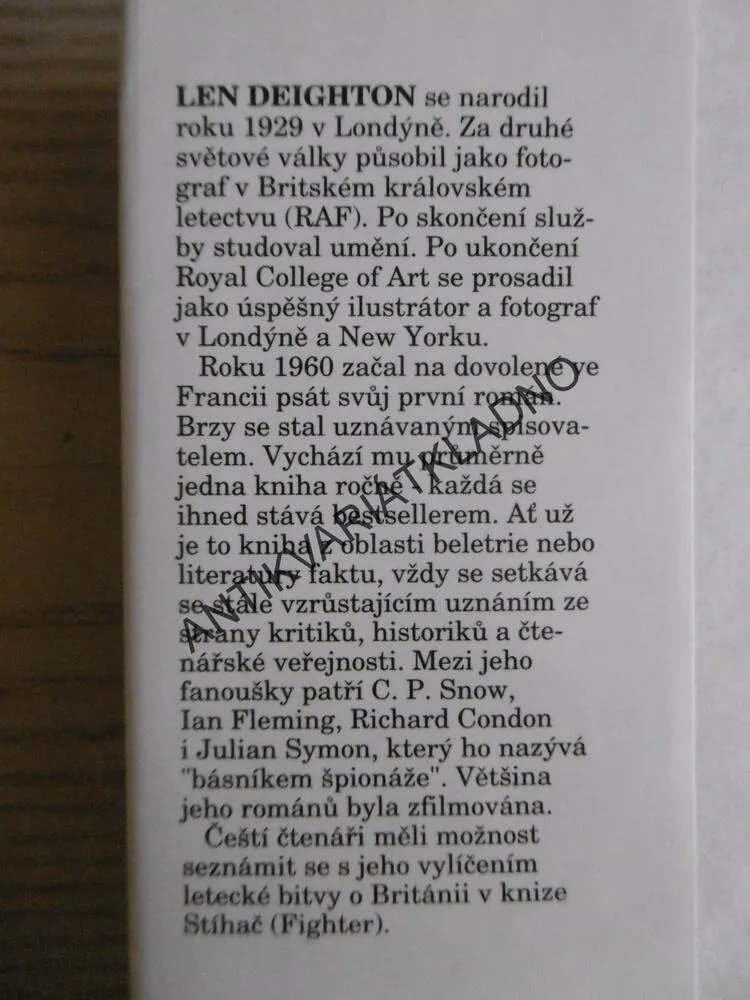 LEN DEIGHTON se narodil
roku 1929 v Londýně. Za druhé
světové války působil jako foto-
graf v Britském královském
letectvu (RAF). Po skončení služ-
by studoval umění. Po ukončení
Royal College of Art se prosadil
jako úspěšný ilustrátor a fotograf
v Londýně a New Yorku.
Roku 1960 začal na dovolené ve
Francii psát svůj první román.
Brzy se stal uznávaným spisova-
telem. Vychází mu průměrně
jedna kniha ročně - každá se
ihned stává bestsellerem. Ať už
je to kniha z oblasti beletrie nebo
literatury faktu, vždy se setkává
se stále vzrůstajícím uznáním ze
strany kritiků, historiků a čte-
nářské veřejnosti. Mezi jeho
fanoušky patří C. P. Snow,
Ian Fleming, Richard Condon
i Julian Symon, který ho nazývá
"básníkem špionáže". Většina
jeho románů byla zfilmována.
Čeští čtenáři měli možnost
seznámit se s jeho vylíčením
letecké bitvy o Británii v knize
Stíhač (Fighter).
ANTIKVARIATKLADNO